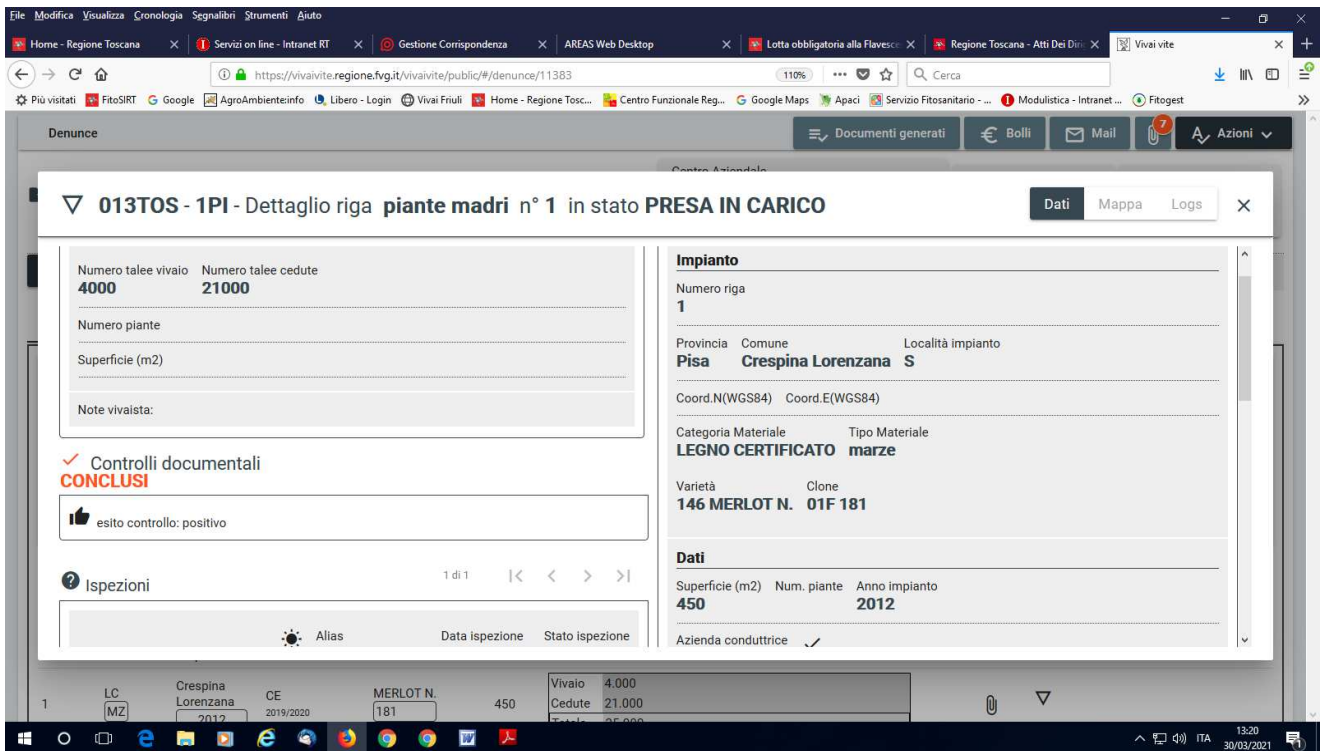 File Modifica Visualizza Cronologia Segnalibri Strumenti Aiuto
Home - Regione Toscana
Servizi on line - Intranet RT
Gestione Corrispondenza
AREAS Web Desktop
Lotta obbligatoria alla Flavesce
Regione Toscana - Atti Dei Diri
Vivai vite
https://vivaivite.regione.fvg.it/vivaivite/public/#/denunce/11383
110%
Cerca
Più visitati FitoSIRT Google AgroAmbiente:info Libero - Login Vivai Friuli Home - Regione Tosc... Centro Funzionale Reg... Google Maps Apaci Servizio Fitosanitario - ... Modulistica - Intranet ... Fitogest
Denunce
Documenti generati
€ Bolli
Mail
7
Azioni
Centro Aziendale
013TOS - 1PI - Dettaglio riga piante madri n° 1 in stato PRESA IN CARICO
Dati Mappa Logs
Numero talee vivaio Numero talee cedute
4000 21000
Numero piante
Superficie (m2)
Note vivaista:
Controlli documentali
CONCLUSI
esito controllo: positivo
Ispezioni
1 di 1
Alias Data ispezione Stato ispezione
Impianto
Numero riga
1
Provincia Comune Località impianto
Pisa Crespina Lorenzana S
Coord.N(WGS84) Coord.E(WGS84)
Categoria Materiale Tipo Materiale
LEGNO CERTIFICATO marze
Varietà Clone
146 MERLOT N. 01F 181
Dati
Superficie (m2) Num. piante Anno impianto
450 2012
Azienda conduttrice
1
LC
MZ
Crespina
Lorenzana
2012
CE
2019/2020
MERLOT N.
181
450
Vivaio 4.000
Cedute 21.000
Totale 25.000
ITA
13:20
30/03/2021